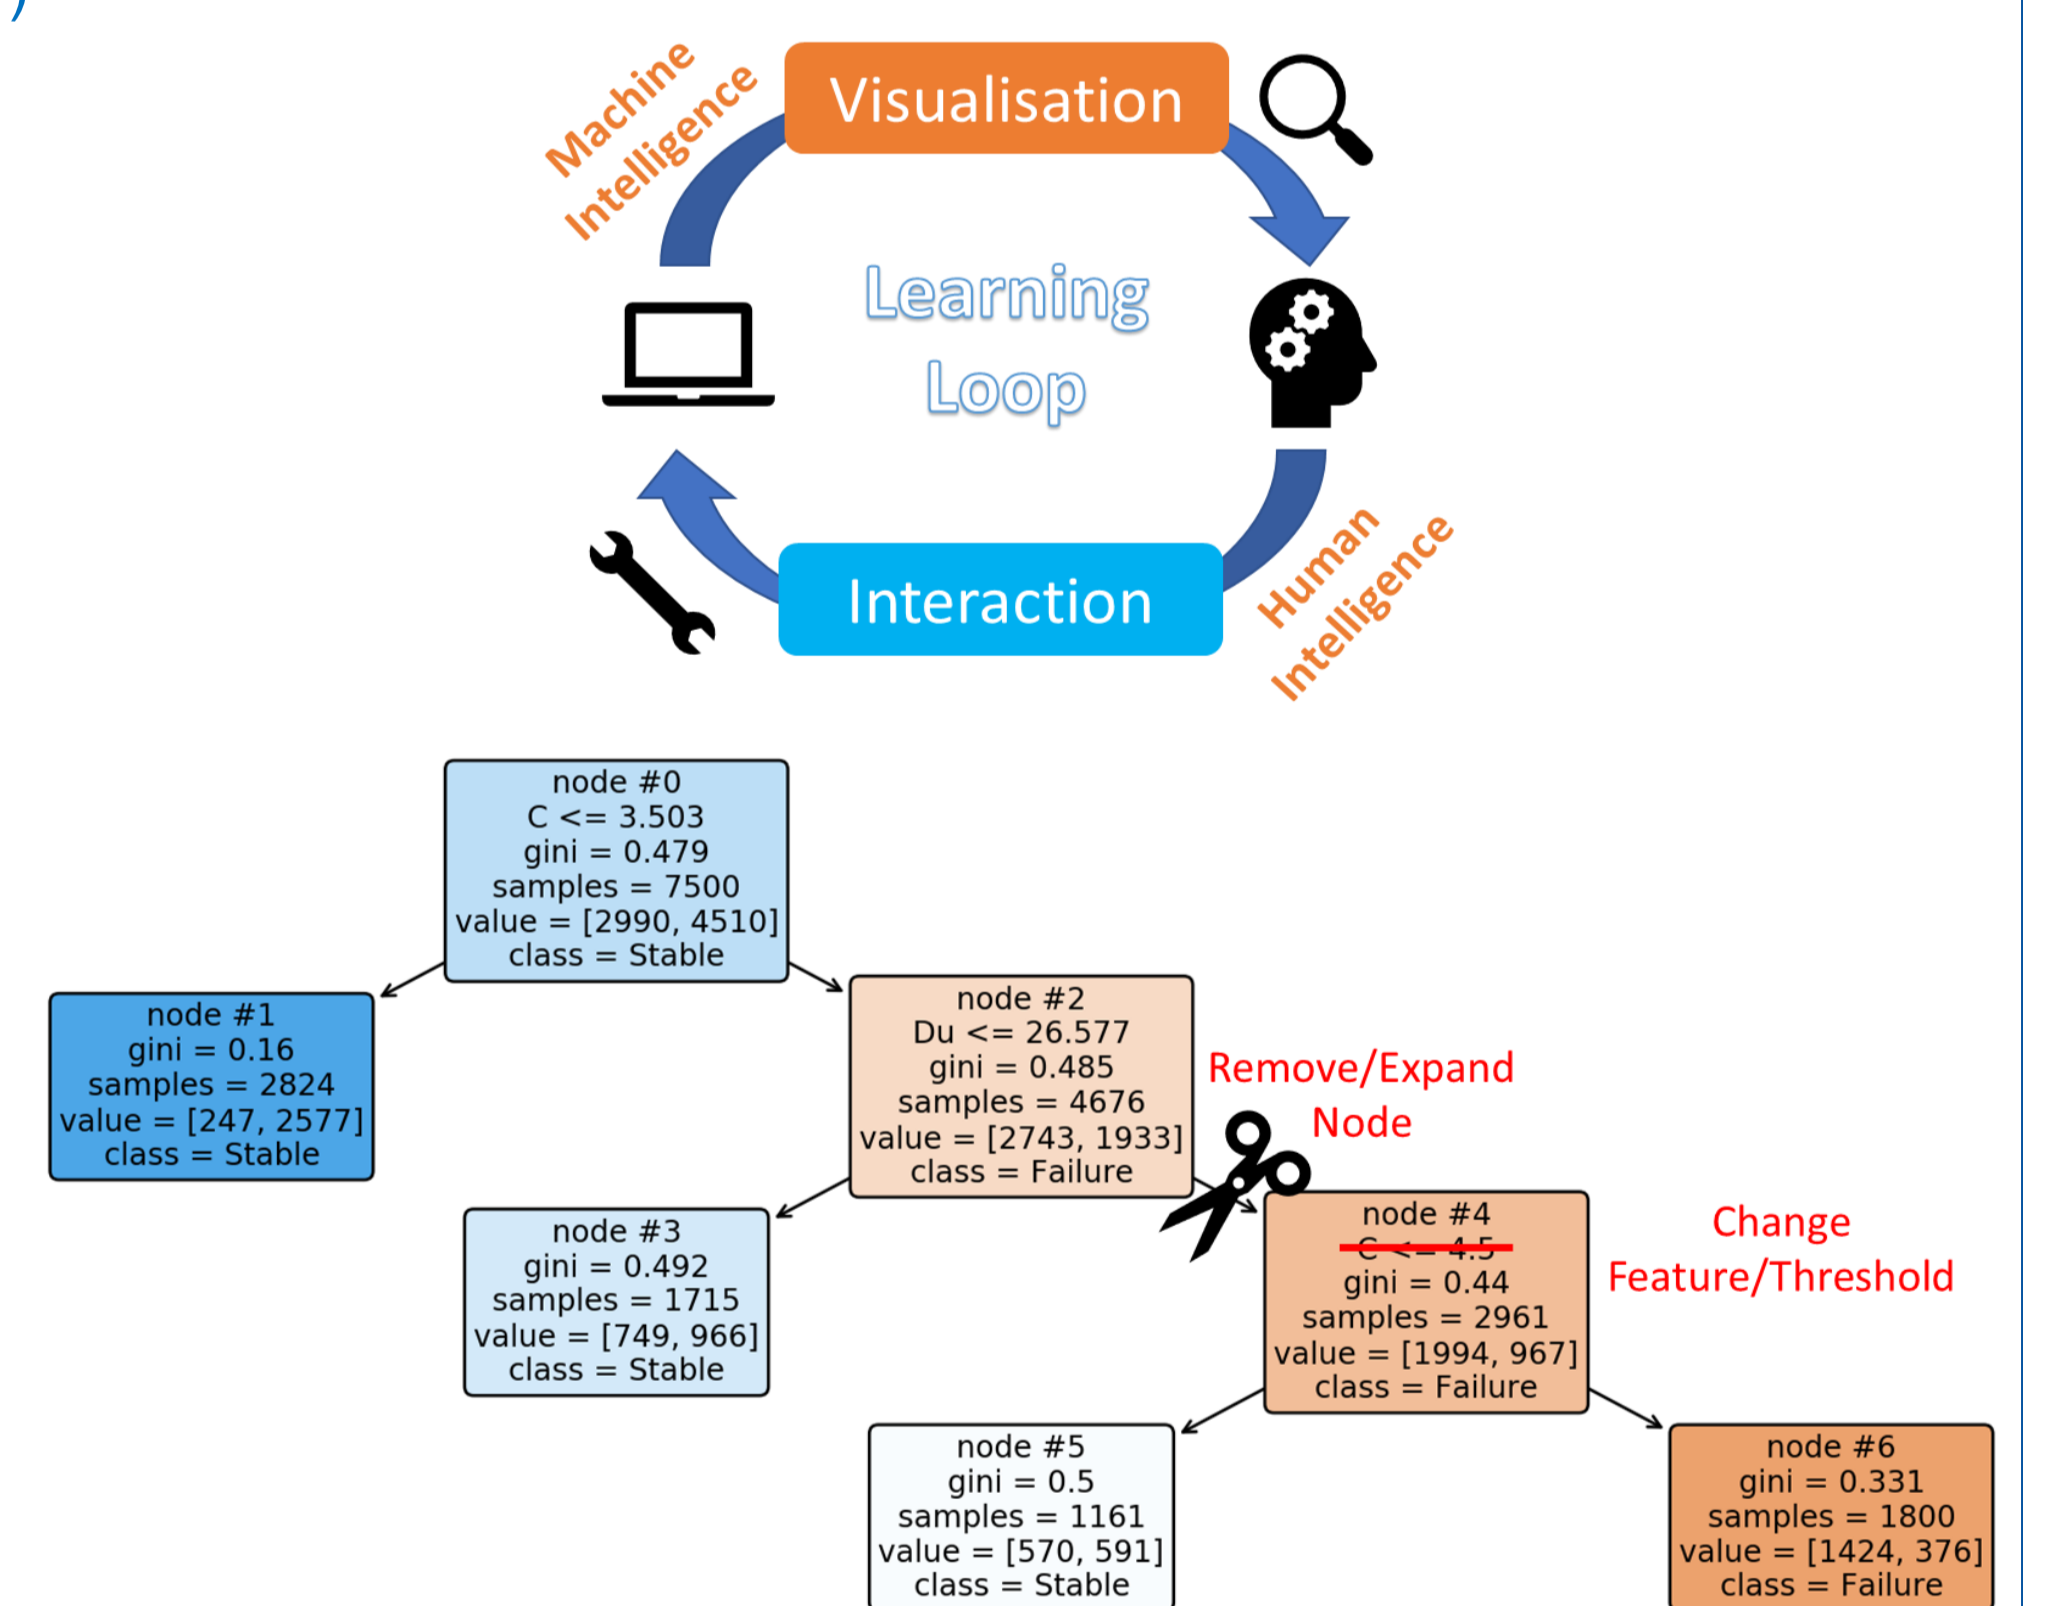 )
Machine
Intelligence
Visualisation
Learning
Loop
Interaction
Human
Intelligence
node #0
C <= 3.503
gini = 0.479
samples = 7500
value = [2990, 4510]
class = Stable
node #1
gini = 0.16
samples = 2824
value = [247, 2577]
class = Stable
node #2
Du <= 26.577
gini = 0.485
samples = 4676
value = [2743, 1933]
class = Failure
Remove/Expand
Node
node #3
gini = 0.492
samples = 1715
value = [749, 966]
class = Stable
node #4
C <= 4.5
gini = 0.44
samples = 2961
value = [1994, 967]
class = Failure
Change
Feature/Threshold
node #5
gini = 0.5
samples = 1161
value = [570, 591]
class = Stable
node #6
gini = 0.331
samples = 1800
value = [1424, 376]
class = Failure